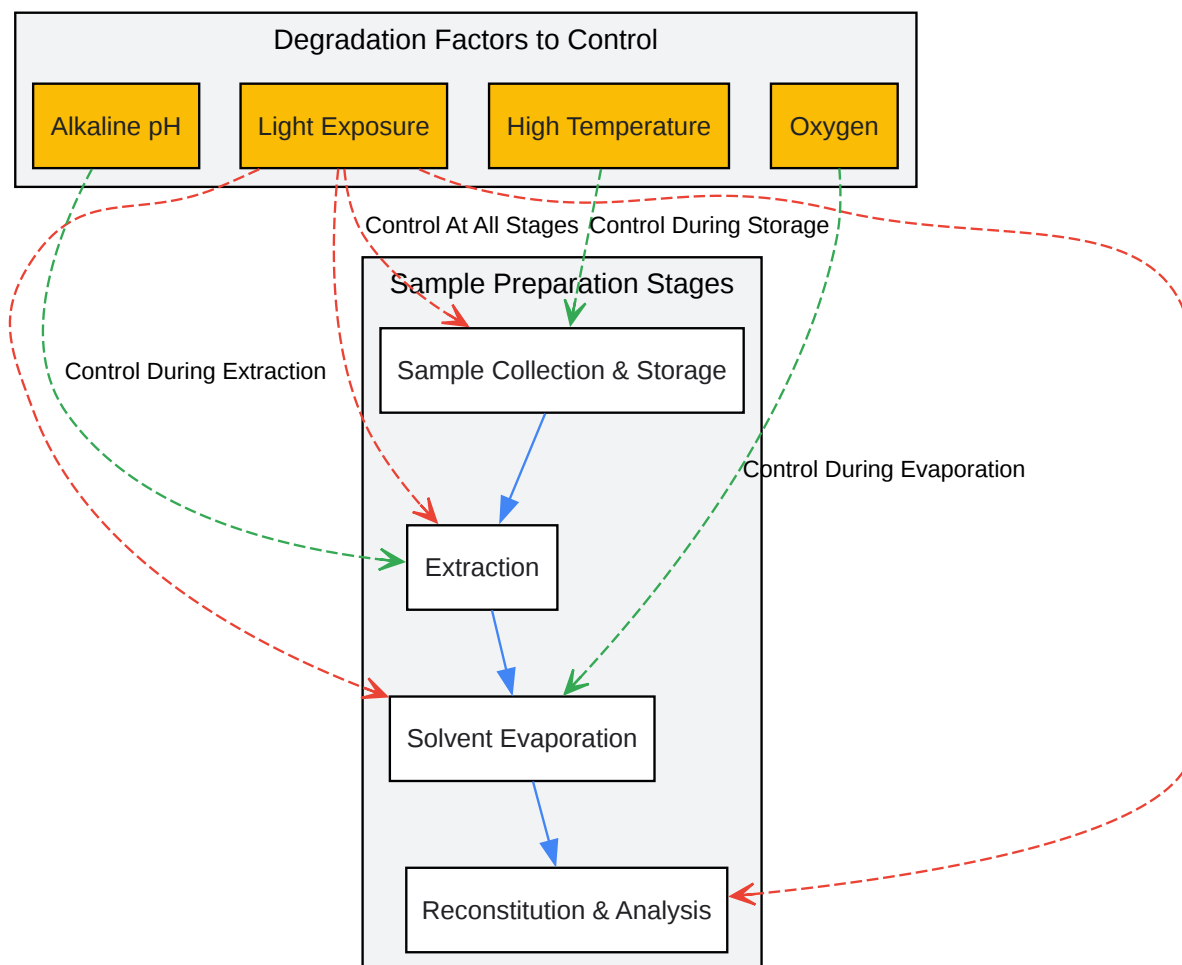 Degradation Factors to Control
Alkaline pH
Light Exposure
High Temperature
Oxygen
Control At All Stages
Control During Storage
Sample Preparation Stages
Sample Collection & Storage
Control During Extraction
Control During Evaporation
Extraction
Solvent Evaporation
Reconstitution & Analysis